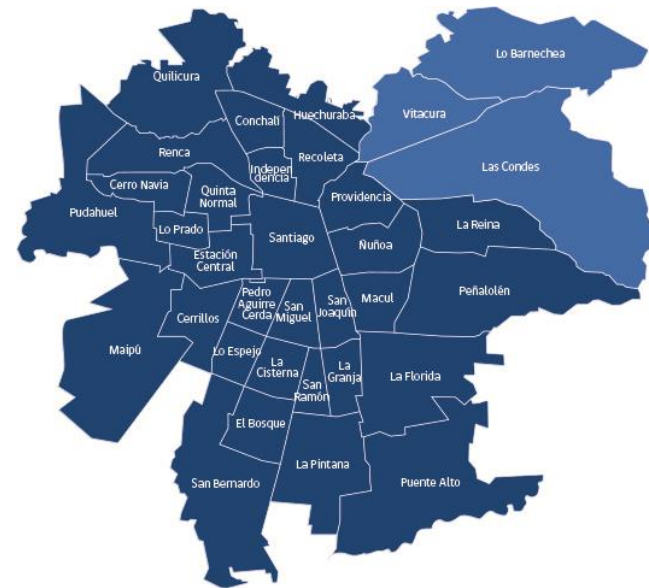 Lo Barnechea
Quilicura
Vitacura
Conchalí
Huechuraba
Renca
Recoleta
Las Condes
Indepen
dencia
Cerro Navia
Quinta
Normal
Providencia
Pudahuel
Lo Prado
La Reina
Santiago
Ñuñoa
Estación
Central
Pedro
Aguirre
Cerda
San
Miguel
San
Joaquín
Macul
Peñalolén
Cerrillos
Maipú
Lo Espejo
La
Cisterna
San
Ramón
La
Granja
La Florida
El Bosque
La Pintana
San Bernardo
Puente Alto